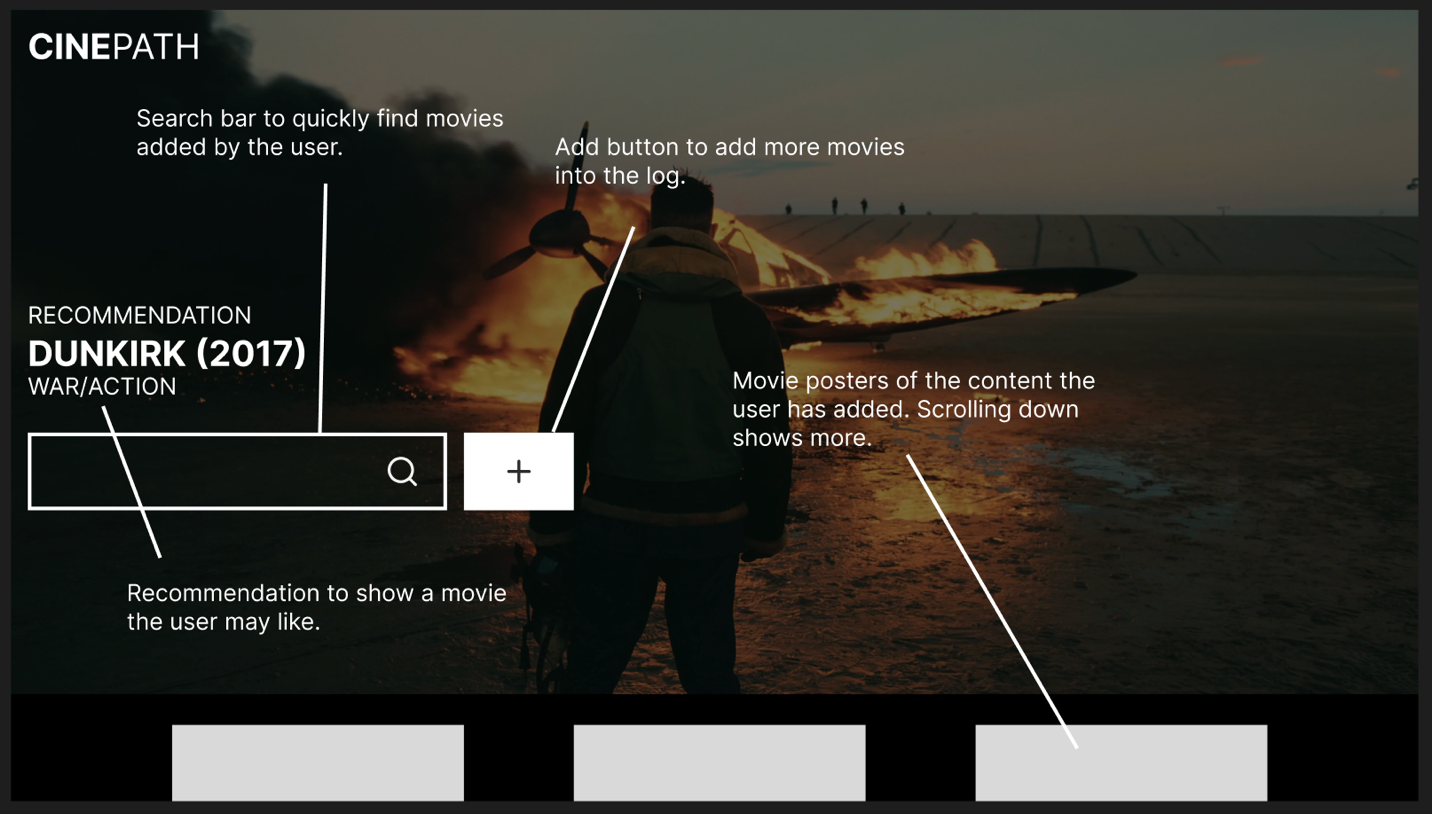 CINEPATH
Search bar to quickly find movies
added by the user.
Add button to add more movies
into the log.
RECOMMENDATION
DUNKIRK (2017)
WAR/ACTION
Movie posters of the content the
user has added. Scrolling down
shows more.
Recommendation to show a movie
the user may like.